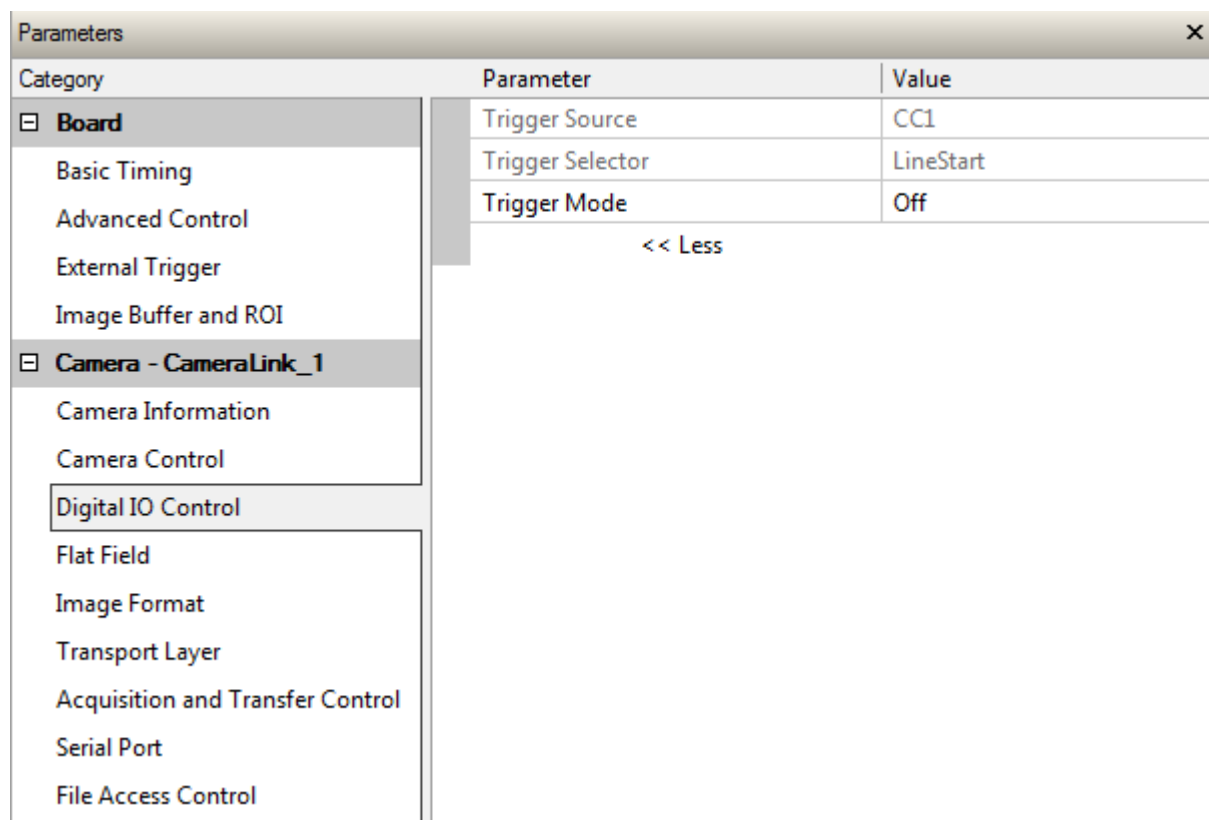 Parameters
Category
Parameter Value
Board
Trigger Source CC1
Basic Timing
Trigger Selector LineStart
Advanced Control
Trigger Mode Off
External Trigger
<< Less
Image Buffer and ROI
Camera - CameraLink_1
Camera Information
Camera Control
Digital IO Control
Flat Field
Image Format
Transport Layer
Acquisition and Transfer Control
Serial Port
File Access Control